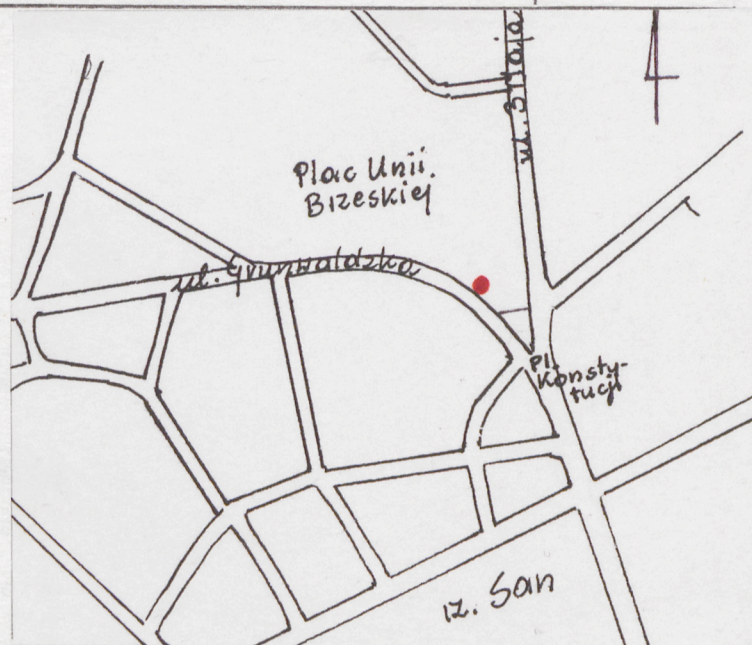 ul. 3 Maja
Plac Unii.
Brzeskiej
ul. Grunwaldzka
Pl.
Konsty-
tucji
rz. San